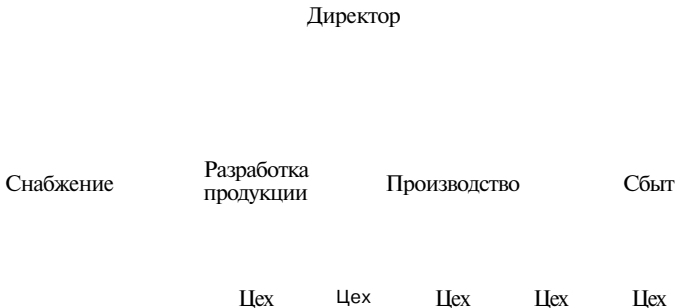 Директор
Снабжение
Разработка
продукции
Производство
Сбыт
Цех Цех Цех Цех Цех